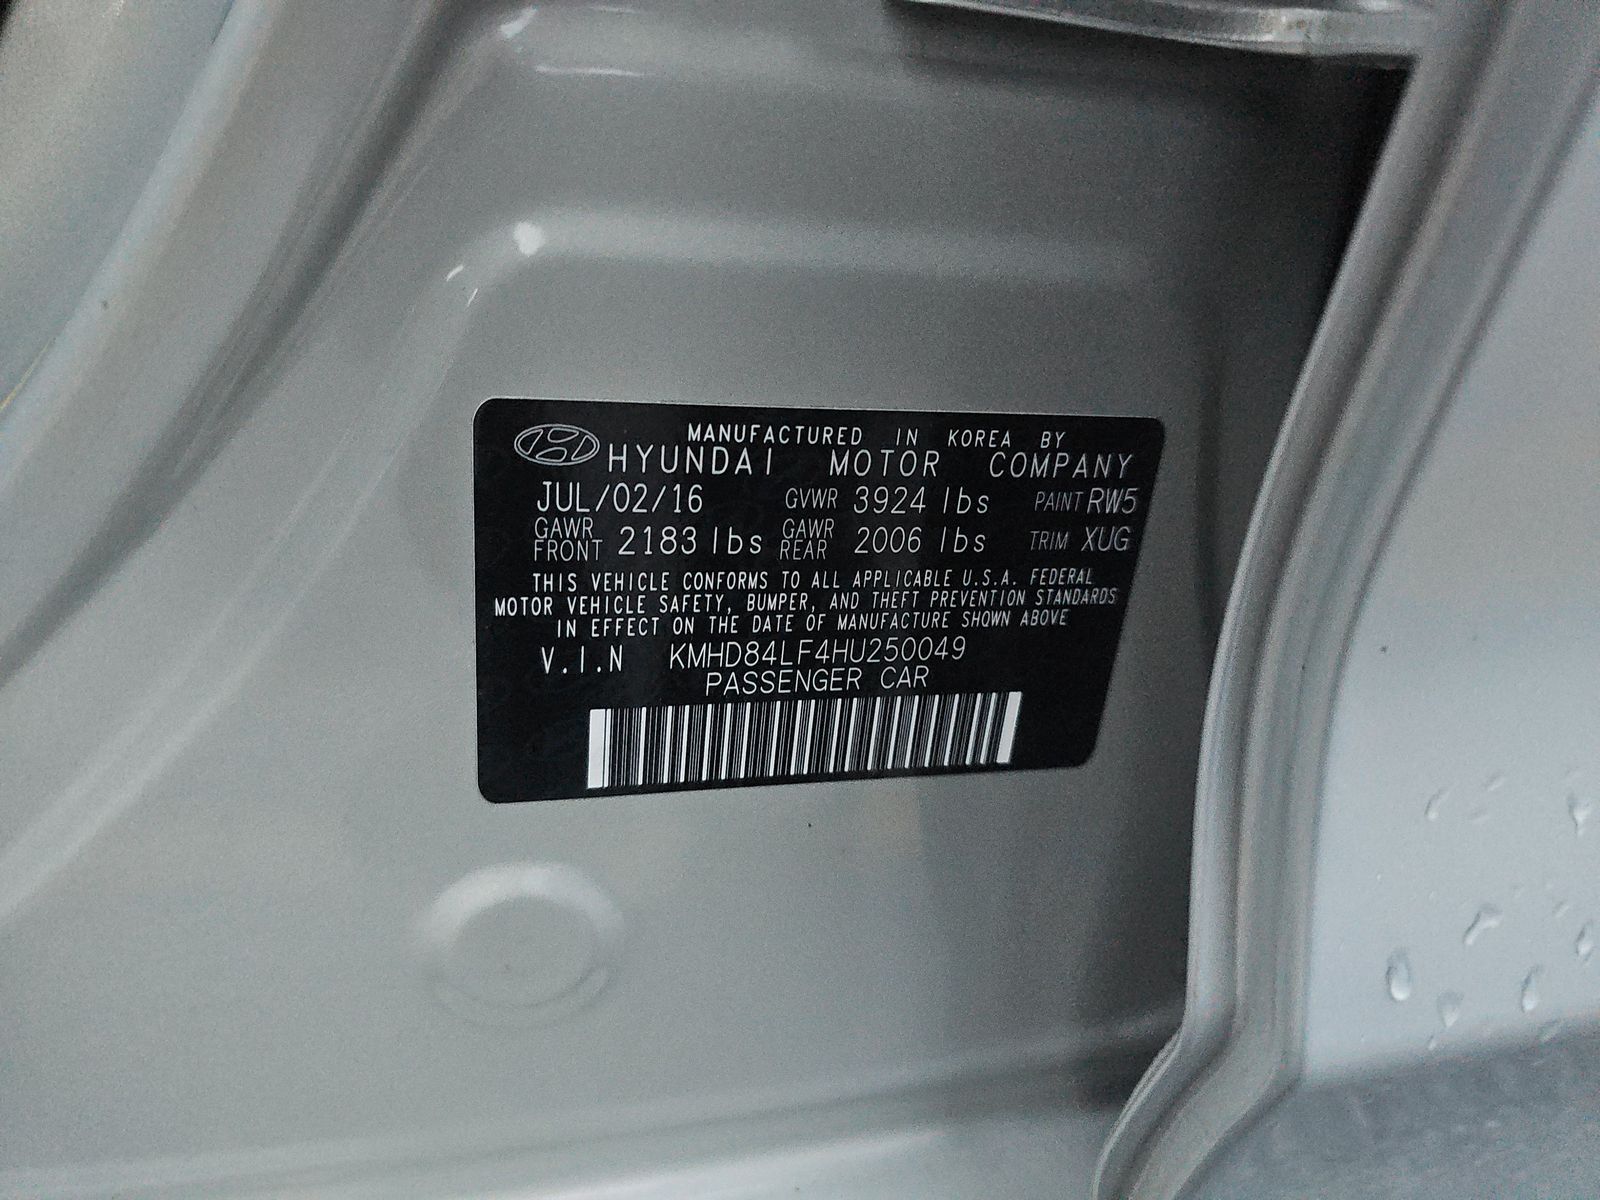 MANUFACTURED IN KOREA BY
HYUNDAI MOTOR COMPANY
JUL/02/16 GVWR 3924 lbs PAINT RW5
GAWR FRONT 2183 lbs GAWR REAR 2006 lbs TRIM XUG
THIS VEHICLE CONFORMS TO ALL APPLICABLE U.S.A. FEDERAL
MOTOR VEHICLE SAFETY, BUMPER, AND THEFT PREVENTION STANDARDS
IN EFFECT ON THE DATE OF MANUFACTURE SHOWN ABOVE
V.I.N KMHD84LF4HU250049
PASSENGER CAR